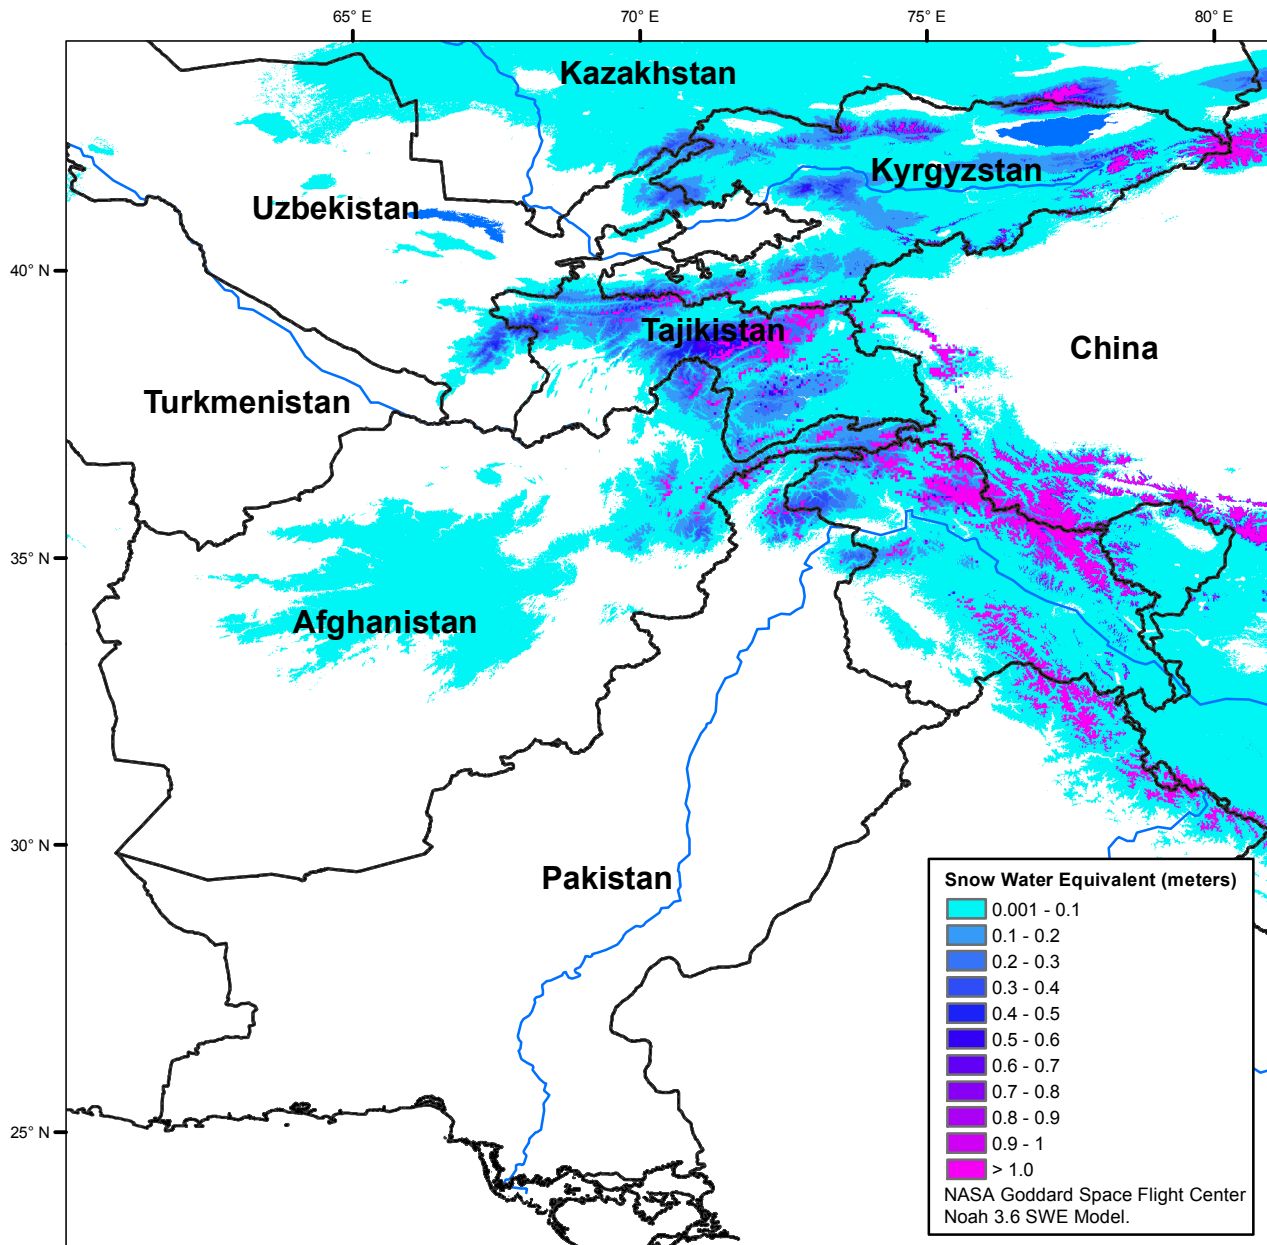 65° E
70° E
75° E
80° E
Kazakhstan
Kyrgyzstan
Uzbekistan
40° N
Tajikistan
China
Turkmenistan
35° N
Afghanistan
30° N
Pakistan
Snow Water Equivalent (meters)
0.001 - 0.1
0.1 - 0.2
0.2 - 0.3
0.3 - 0.4
0.4 - 0.5
0.5 - 0.6
0.6 - 0.7
0.7 - 0.8
0.8 - 0.9
0.9 - 1
> 1.0
25° N
NASA Goddard Space Flight Center
Noah 3.6 SWE Model.